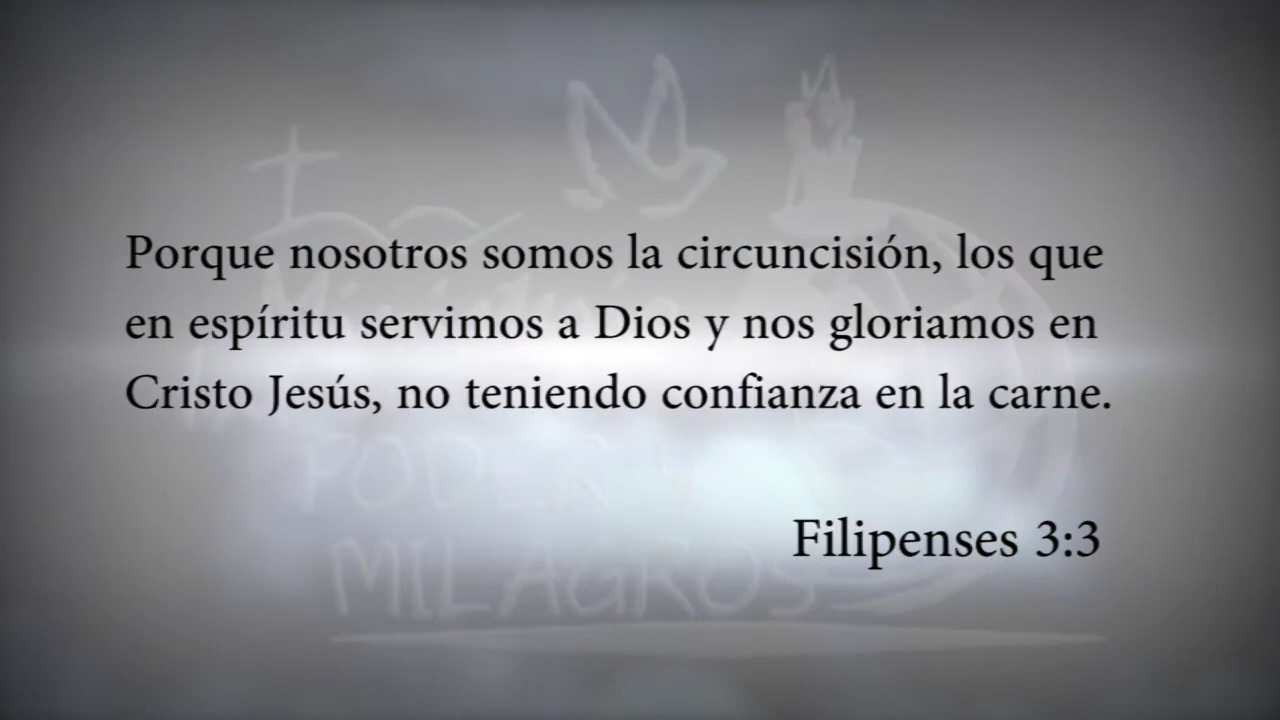 Porque nosotros somos la circuncisión, los que
en espíritu servimos a Dios y nos gloriamos en
Cristo Jesús, no teniendo confianza en la carne.
Filipenses 3:3
PODER
MILAGROS